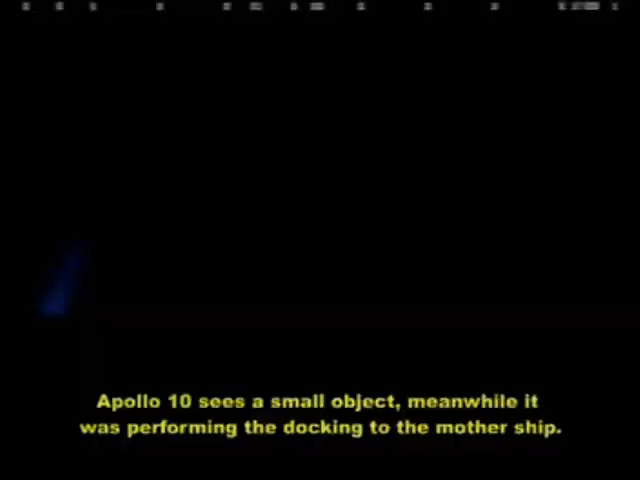 Apollo 10 sees a small object, meanwhile it
was performing the docking to the mother ship.